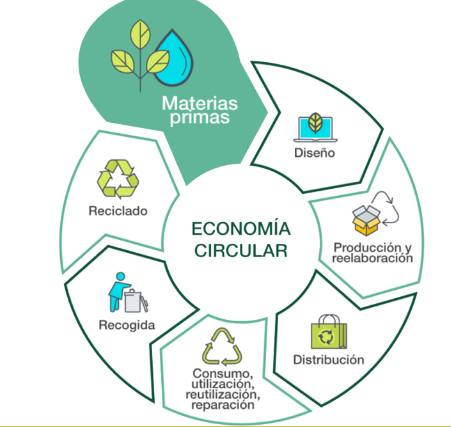 Materias
primas
Diseño
Producción y
reelaboración
Distribución
Consumo,
utilización,
reutilización,
reparación
Recogida
Reciclado
ECONOMÍA
CIRCULAR